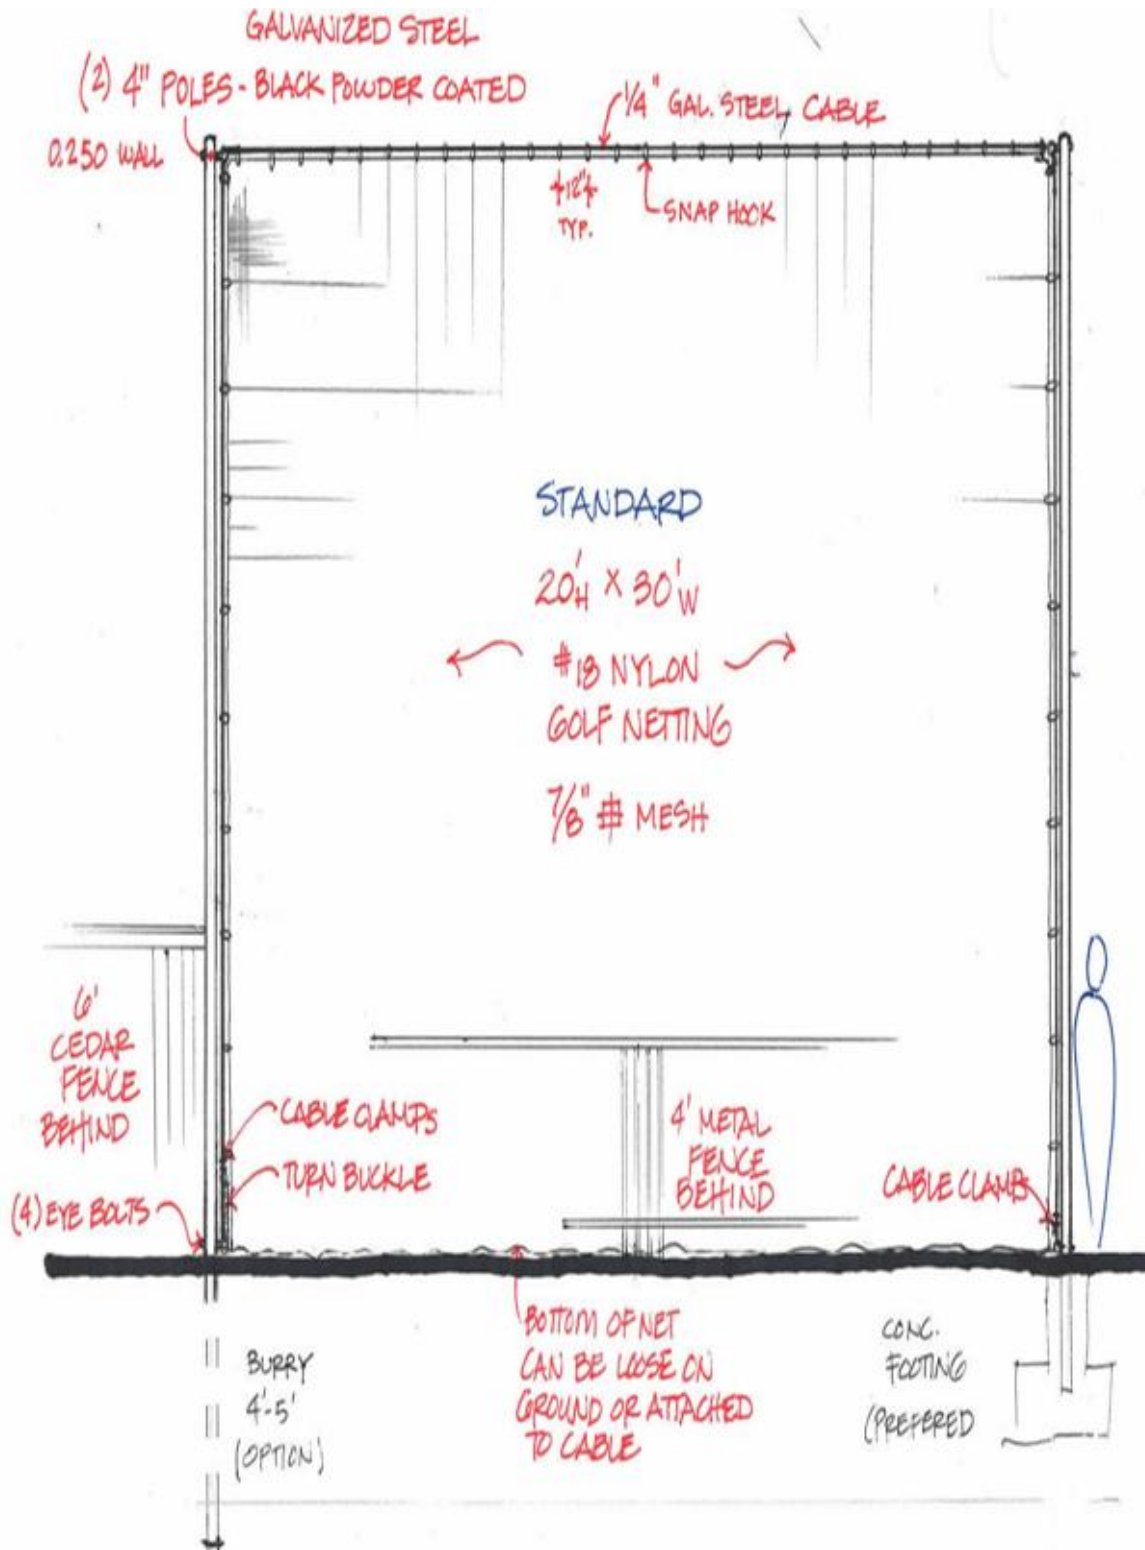 GALVANIZED STEEL
(2) 4" POLES - BLACK POWDER COATED
0.250 WALL
1/4" GAL. STEEL CABLE
12"
TYP.
SNAP HOOK
STANDARD
20'H X 30'W
#18 NYLON
GOLF NETTING
7/8" # MESH
6'
CEDAR
FENCE
BEHIND
CABLE CLAMPS
TURN BUCKLE
(4) EYE BOLTS
4' METAL
FENCE
BEHIND
CABLE CLAMBS
BURRY
4'-5'
(OPTION)
BOTTOM OF NET
CAN BE LOOSE ON
GROUND OR ATTACHED
TO CABLE
CONC.
FOOTING
(PREFERED